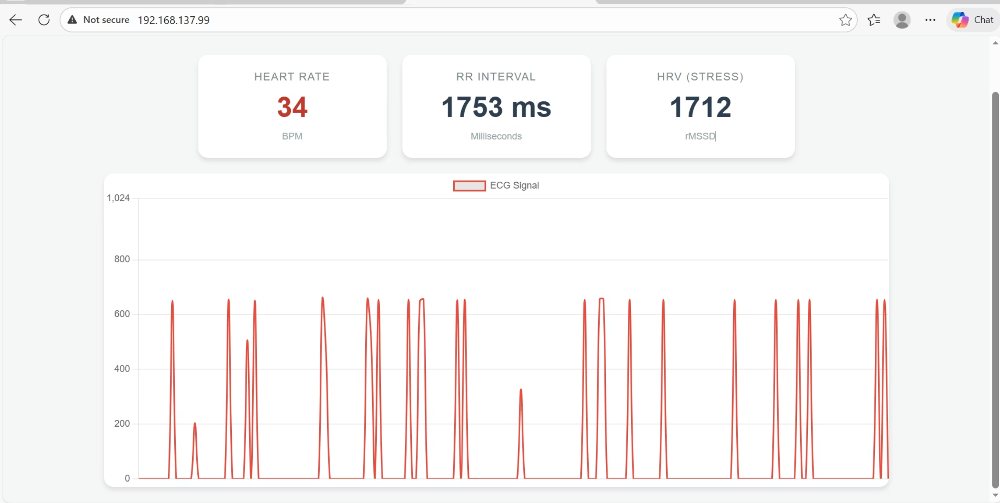 Not secure 192.168.137.99
Chat
HEART RATE
34
BPM
RR INTERVAL
1753 ms
Milliseconds
HRV (STRESS)
1712
rMSSD
ECG Signal
1,024
800
600
400
200
0